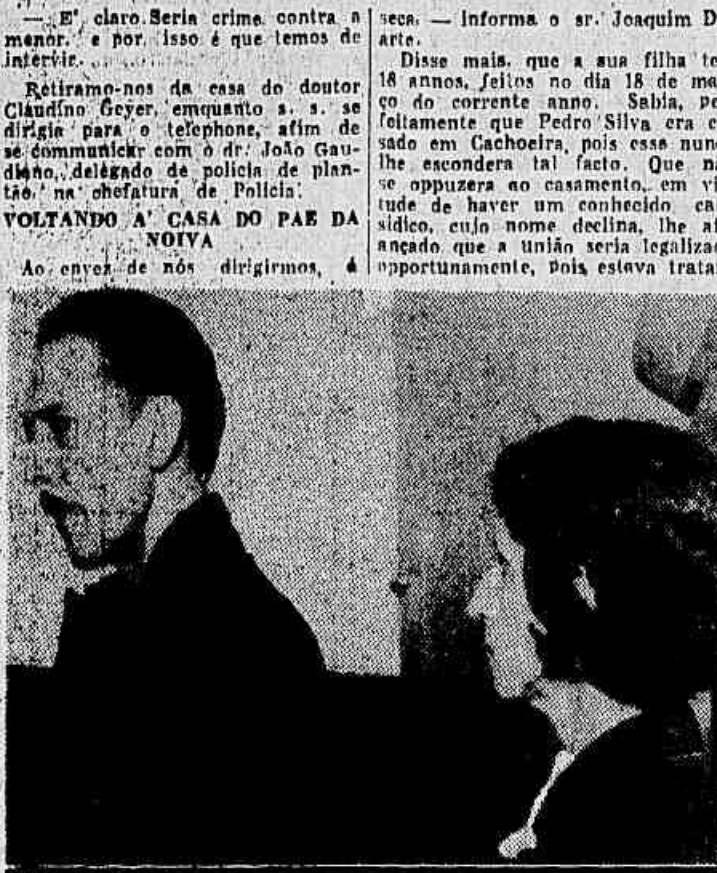 — E' claro. Seria crime contra a
menor. e por isso é que temos de
intervir.
Retiramo-nos da casa do doutor
Claudino Geyer, emquanto s. s. se
dirigia para o telephone, afim de
se communicar com o dr. João Gau-
diano, delegado de policia de plan-
tão, na chefatura de Policia.
VOLTANDO A' CASA DO PAE DA
NOIVA
Ao envez de nós dirigirmos, á
seca. — Informa o sr. Joaquim D
arte.
Disse mais, que a sua filha te
18 annos, feitos no dia 18 de ma
ço do corrente anno. Sabia, pe
feitamente que Pedro Silva era c
sado em Cachoeira, pois esse nun
lhe escondera tal facto. Que n
se oppuzera ao casamento, em vi
tude de haver um conhecido ca
sidico, cujo nome declina, lhe af
ançado que a união seria legaliza
opportunamente, pois estava trata